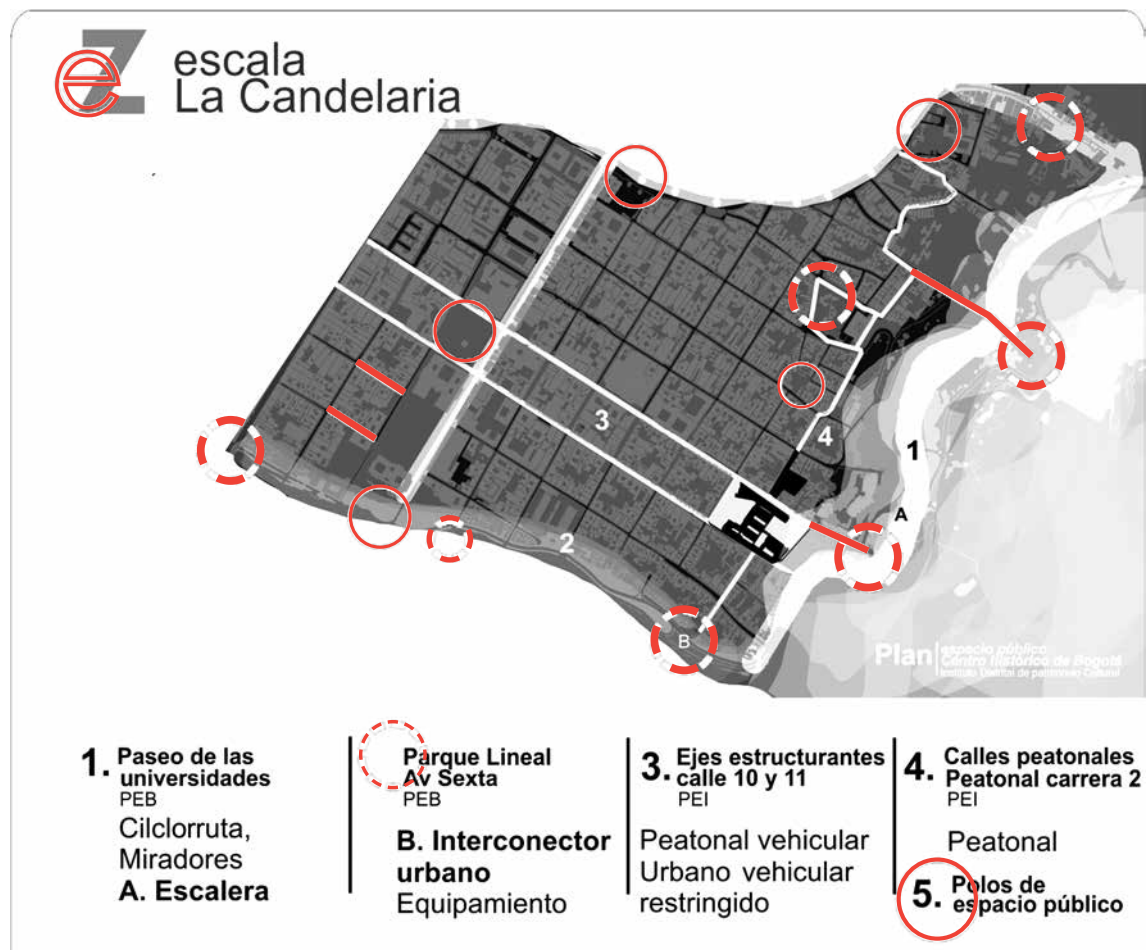 eZ
escala
La Candelaria
3
4
1
A
2
B
Plan
espacio público
Centro histórico de Bogotá
Instituto Distrital de patrimonio Cultural
1. Paseo de las
universidades
PEB
Cilclorruta,
Miradores
A. Escalera
Parque Lineal
Av Sexta
PEB
B. Interconector
urbano
Equipamiento
3. Ejes estructurantes
calle 10 y 11
PEI
Peatonal vehicular
Urbano vehicular
restringido
4. Calles peatonales
Peatonal carrera 2
PEI
Peatonal
5. Polos de
espacio público